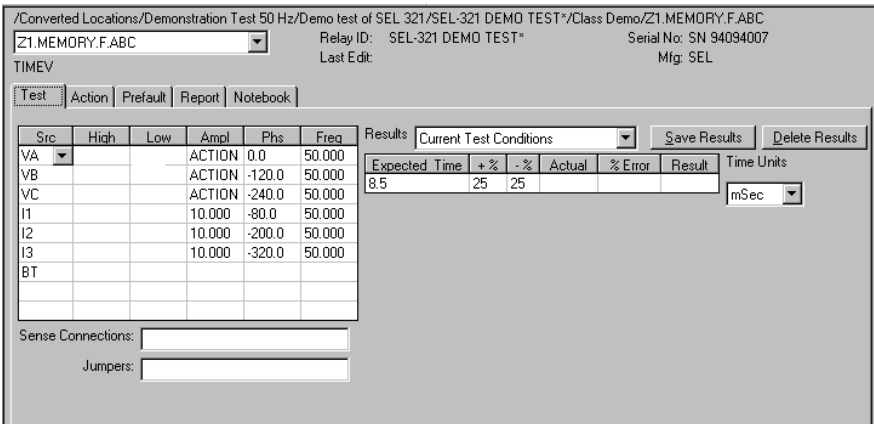 /Converted Locations/Demonstration Test 50 Hz/Demo test of SEL 321/SEL-321 DEMO TEST*/Class Demo/Z1.MEMORY.F.ABC
Z1.MEMORY.F.ABC Relay ID: SEL-321 DEMO TEST* Serial No: SN 94094007
Last Edit: Mfg: SEL
TIMEV
Test Action Prefault Report Notebook
Results Current Test Conditions Save Results Delete Results
Src High Low Ampl Phs Freq
VA ACTION 0.0 50.000
VB ACTION -120.0 50.000
VC ACTION -240.0 50.000
I1 10.000 -80.0 50.000
I2 10.000 -200.0 50.000
I3 10.000 -320.0 50.000
BT
Expected Time + % - % Actual % Error Result
8.5 25 25
Time Units
mSec
Sense Connections:
Jumpers: